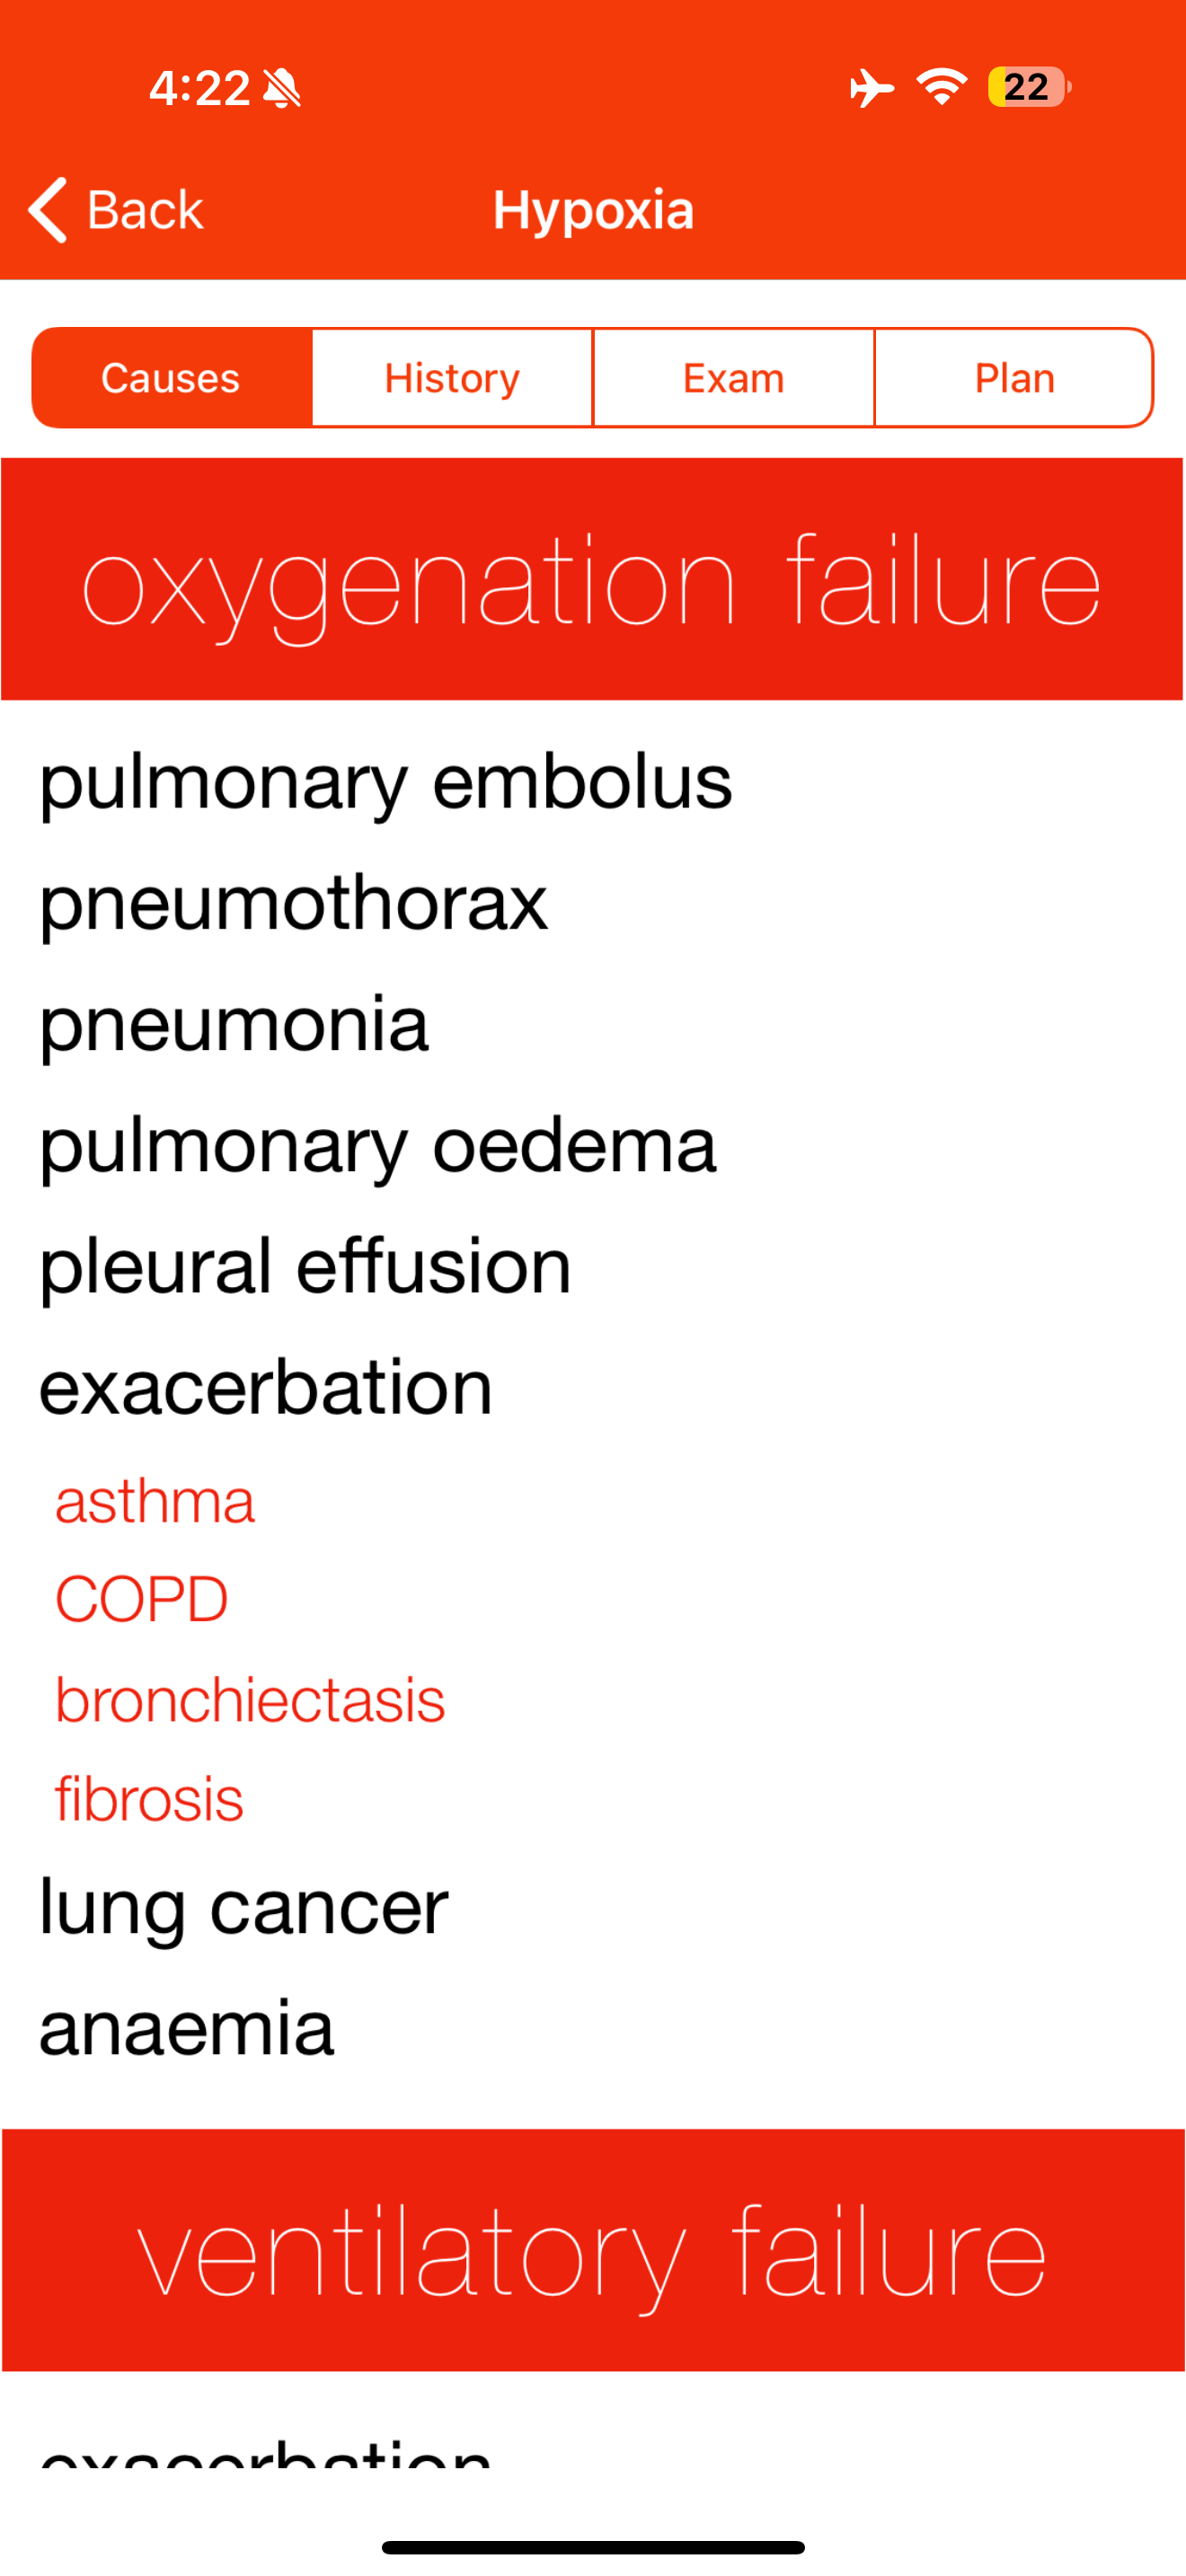 4:22
22
Back
Hypoxia
Causes
History
Exam
Plan
oxygenation failure
pulmonary embolus
pneumothorax
pneumonia
pulmonary oedema
pleural effusion
exacerbation
asthma
COPD
bronchiectasis
fibrosis
lung cancer
anaemia
ventilatory failure
exacerbation